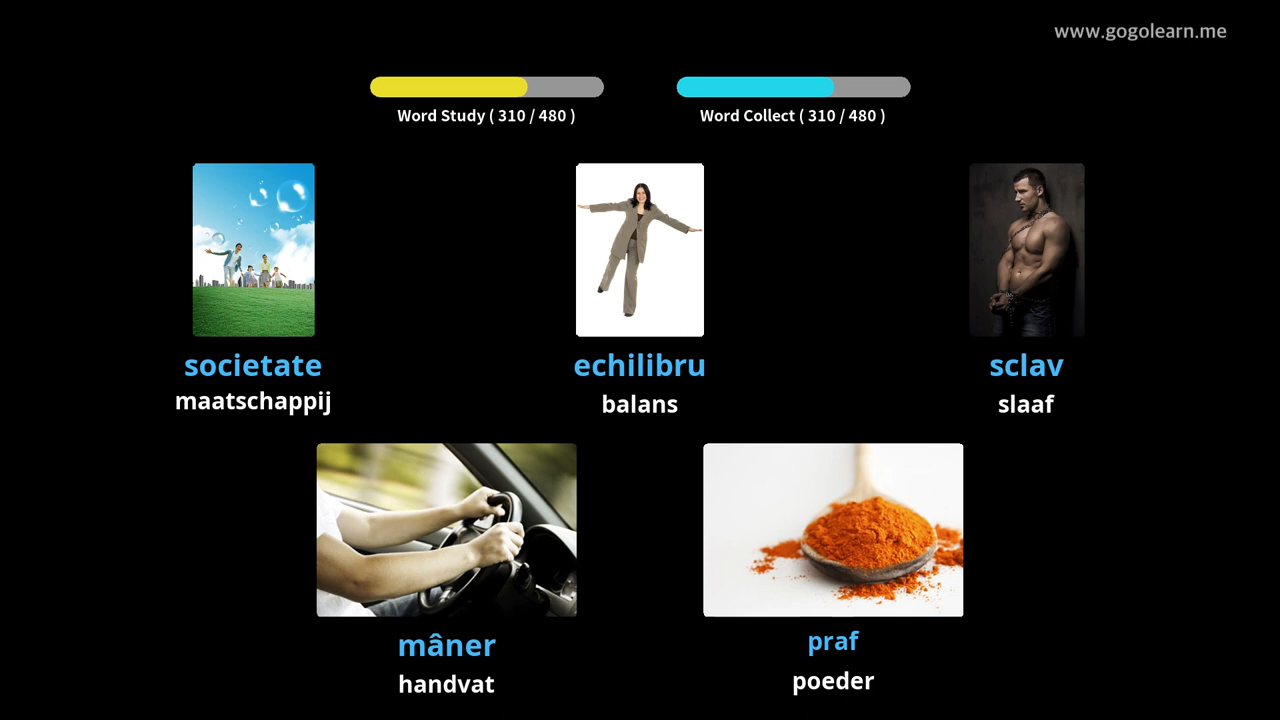 www.gogolearn.me
Word Study ( 310 / 480 )
Word Collect ( 310 / 480 )
societate
maatschappij
echilibru
balans
sclav
slaaf
mâner
handvat
praf
poeder